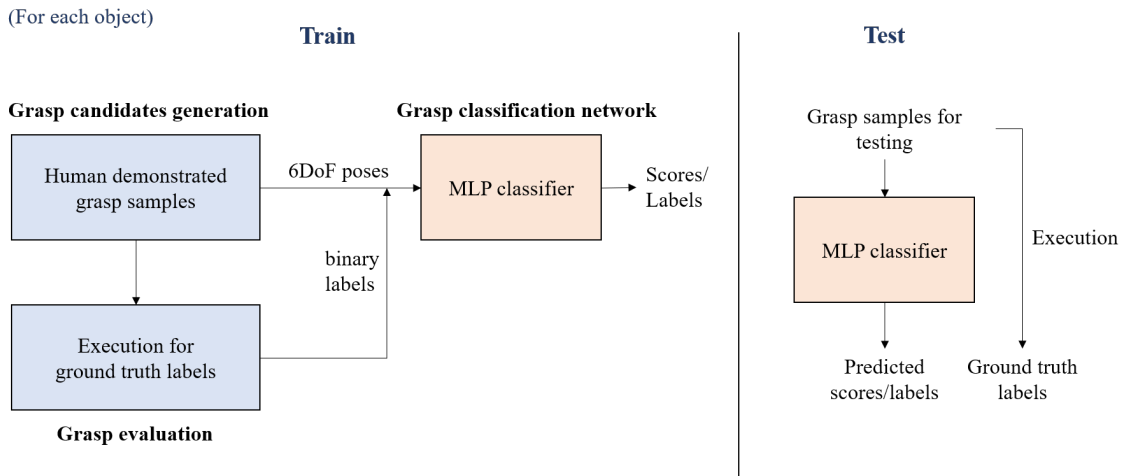 (For each object)
Train
Test
Grasp candidates generation
Grasp classification network
Human demonstrated
grasp samples
6DoF poses
MLP classifier
Scores/
Labels
binary
labels
Execution for
ground truth labels
Grasp evaluation
Grasp samples for
testing
MLP classifier
Execution
Predicted
scores/labels
Ground truth
labels